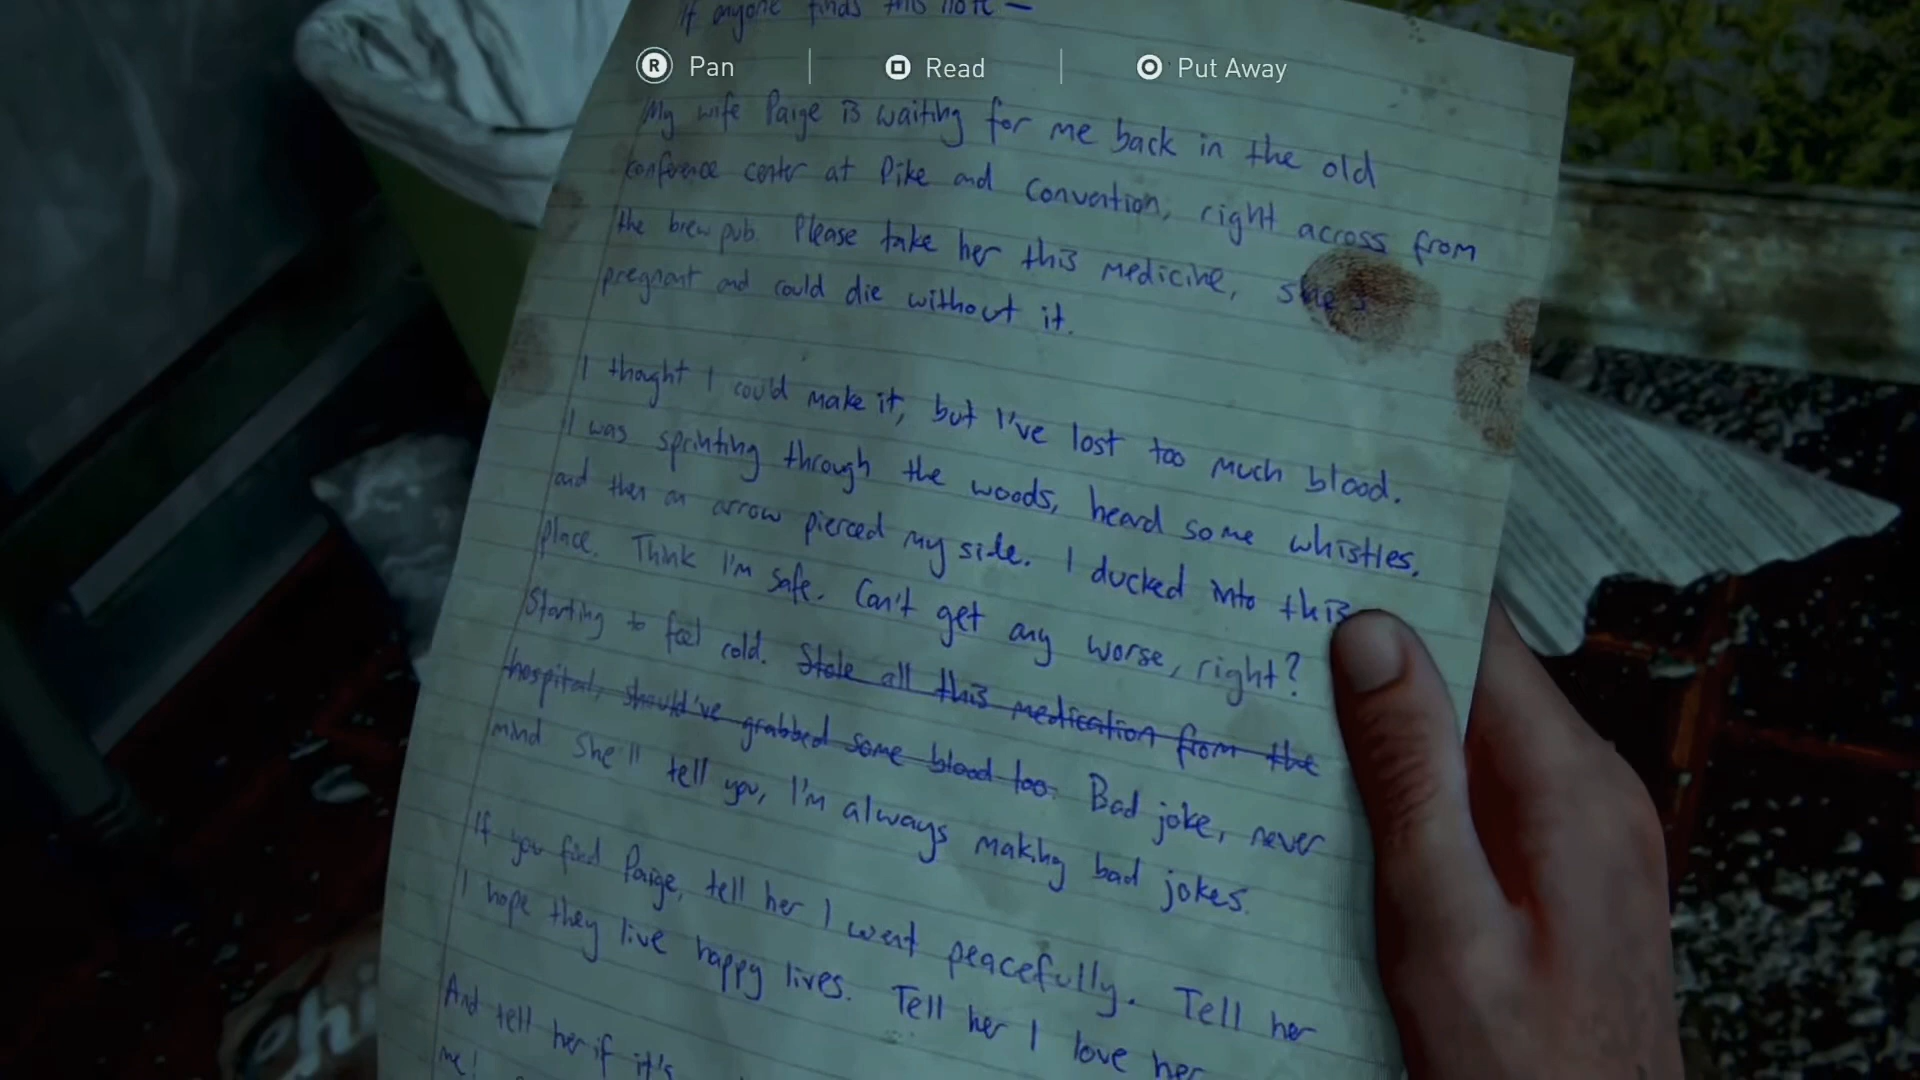 If anyone finds this note —
R Pan
Read
Put Away
My wife Paige is waiting for me back in the old
conference center at Pike and Convention, right across from
the brew pub. Please take her this medicine, she's
pregnant and could die without it.
I thought I could make it, but I've lost too much blood.
I was sprinting through the woods, heard some whistles,
and then an arrow pierced my side. I ducked into this
place. Think I'm safe. Can't get any worse, right?
Starting to feel cold. Stole all this medication from the
hospital, should've grabbed some blood too. Bad joke, never
mind She'll tell you, I'm always making bad jokes.
If you find Paige, tell her I went peacefully. Tell her
I hope they live happy lives. Tell her I love her
And tell her if it's
me!